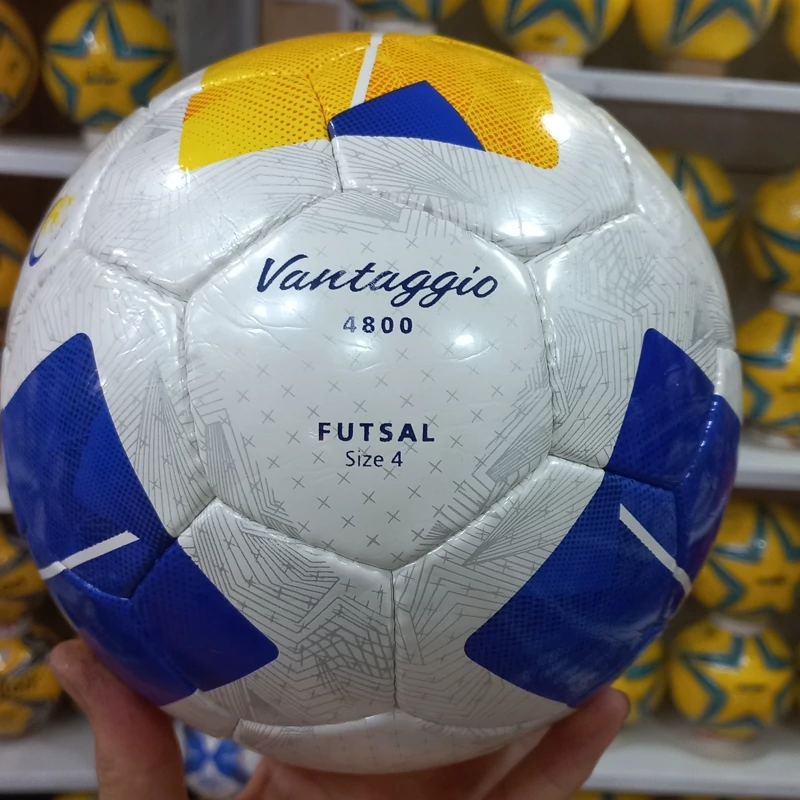 Vantaggio
4800
FUTSAL
Size 4